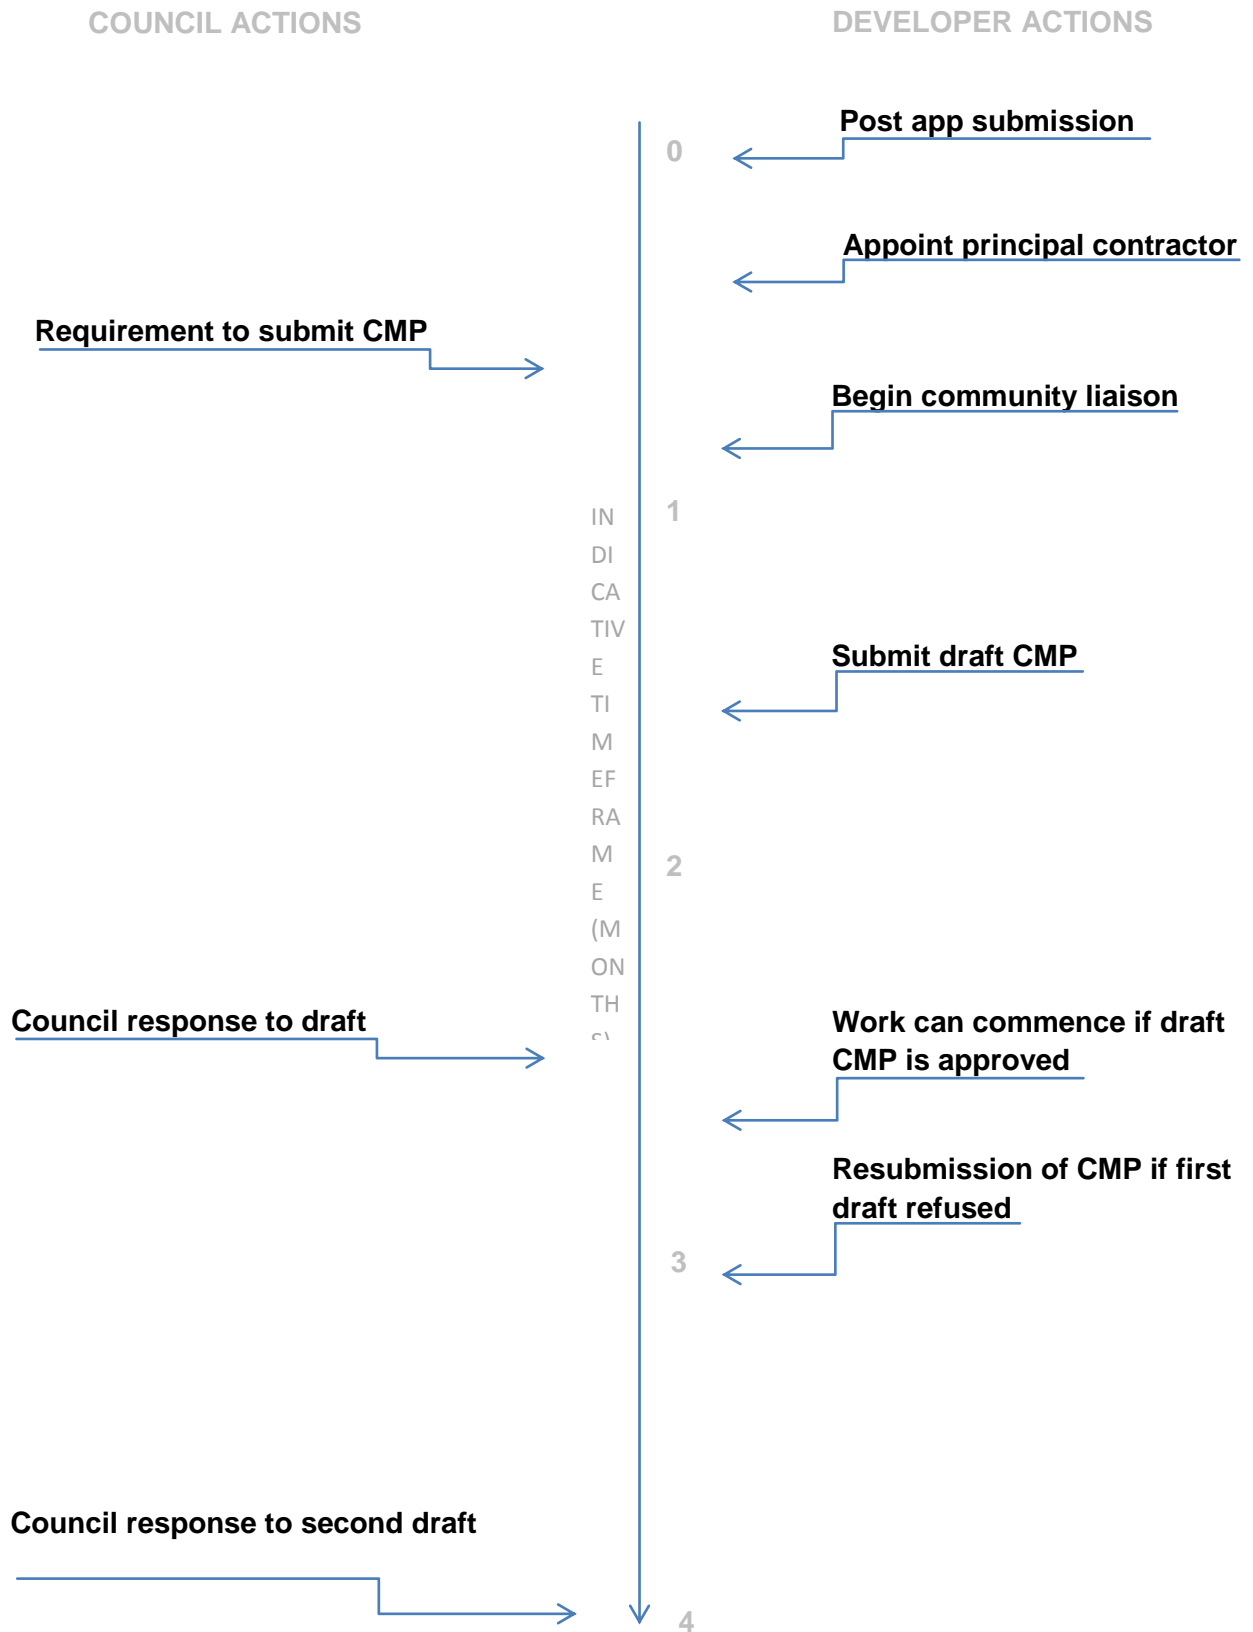 COUNCIL ACTIONS
DEVELOPER ACTIONS
Post app submission
0
Appoint principal contractor
Requirement to submit CMP
Begin community liaison
1
IN
DI
CA
TIV
E
TI
M
EF
RA
M
E
(M
ON
TH
S)
Submit draft CMP
2
Council response to draft
Work can commence if draft
CMP is approved
Resubmission of CMP if first
draft refused
3
Council response to second draft
4